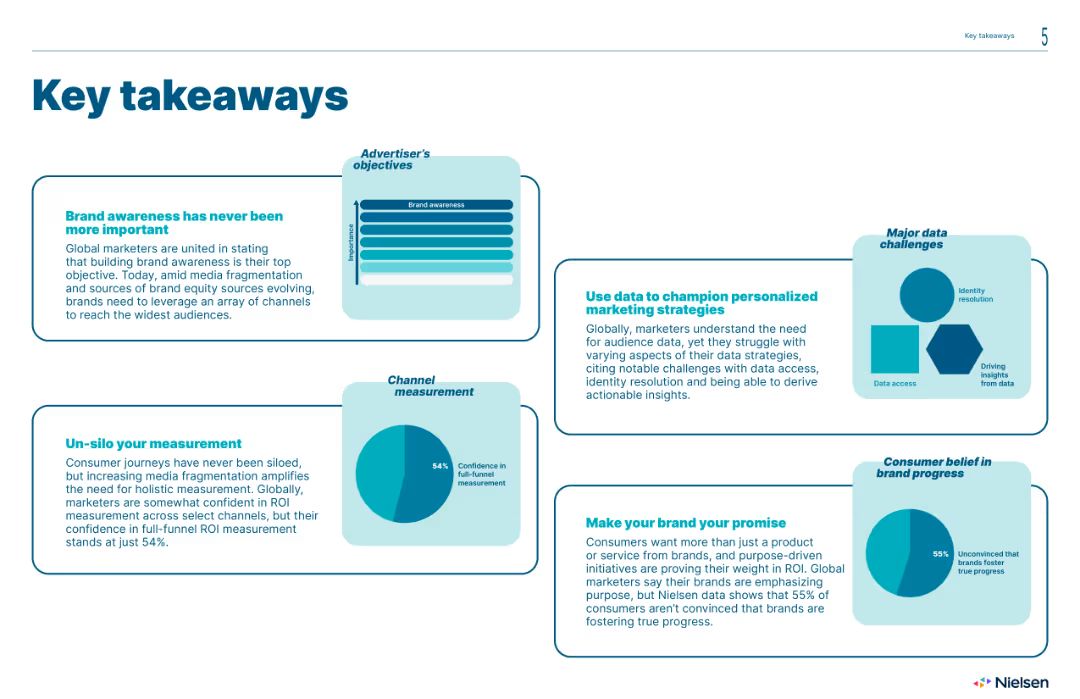 Key takeaways
5
Key takeaways
Advertiser's
objectives
Brand awareness has never been
more important
Global marketers are united in stating
that building brand awareness is their top
objective. Today, amid media fragmentation
and sources of brand equity sources evolving,
brands need to leverage an array of channels
to reach the widest audiences.
Importance
Brand awareness
Channel
measurement
Un-silo your measurement
Consumer journeys have never been siloed,
but increasing media fragmentation amplifies
the need for holistic measurement. Globally,
marketers are somewhat confident in ROI
measurement across select channels, but their
confidence in full-funnel ROI measurement
stands at just 54%.
54%
Confidence in
full-funnel
measurement
Major data
challenges
Use data to champion personalized
marketing strategies
Globally, marketers understand the need
for audience data, yet they struggle with
varying aspects of their data strategies,
citing notable challenges with data access,
identity resolution and being able to derive
actionable insights.
Identity
resolution
Data access
Driving
insights
from data
Consumer belief in
brand progress
Make your brand your promise
Consumers want more than just a product
or service from brands, and purpose-driven
initiatives are proving their weight in ROI. Global
marketers say their brands are emphasizing
purpose, but Nielsen data shows that 55% of
consumers aren't convinced that brands are
fostering true progress.
55%
Unconvinced that
brands foster
true progress
Nielsen